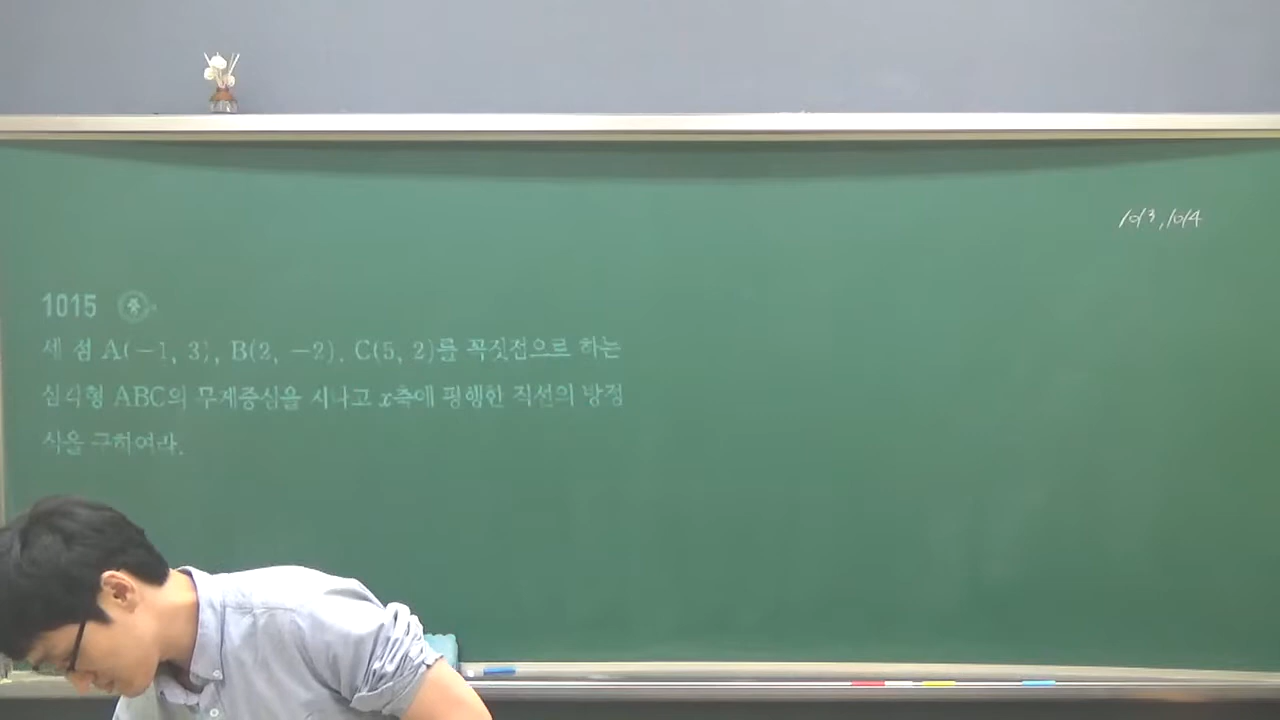 1013, 1014
1015 중
세 점 A(-1, 3), B(2, -2), C(5, 2)를 꼭짓점으로 하는
삼각형 ABC의 무게중심을 지나고 x축에 평행한 직선의 방정
식을 구하여라.